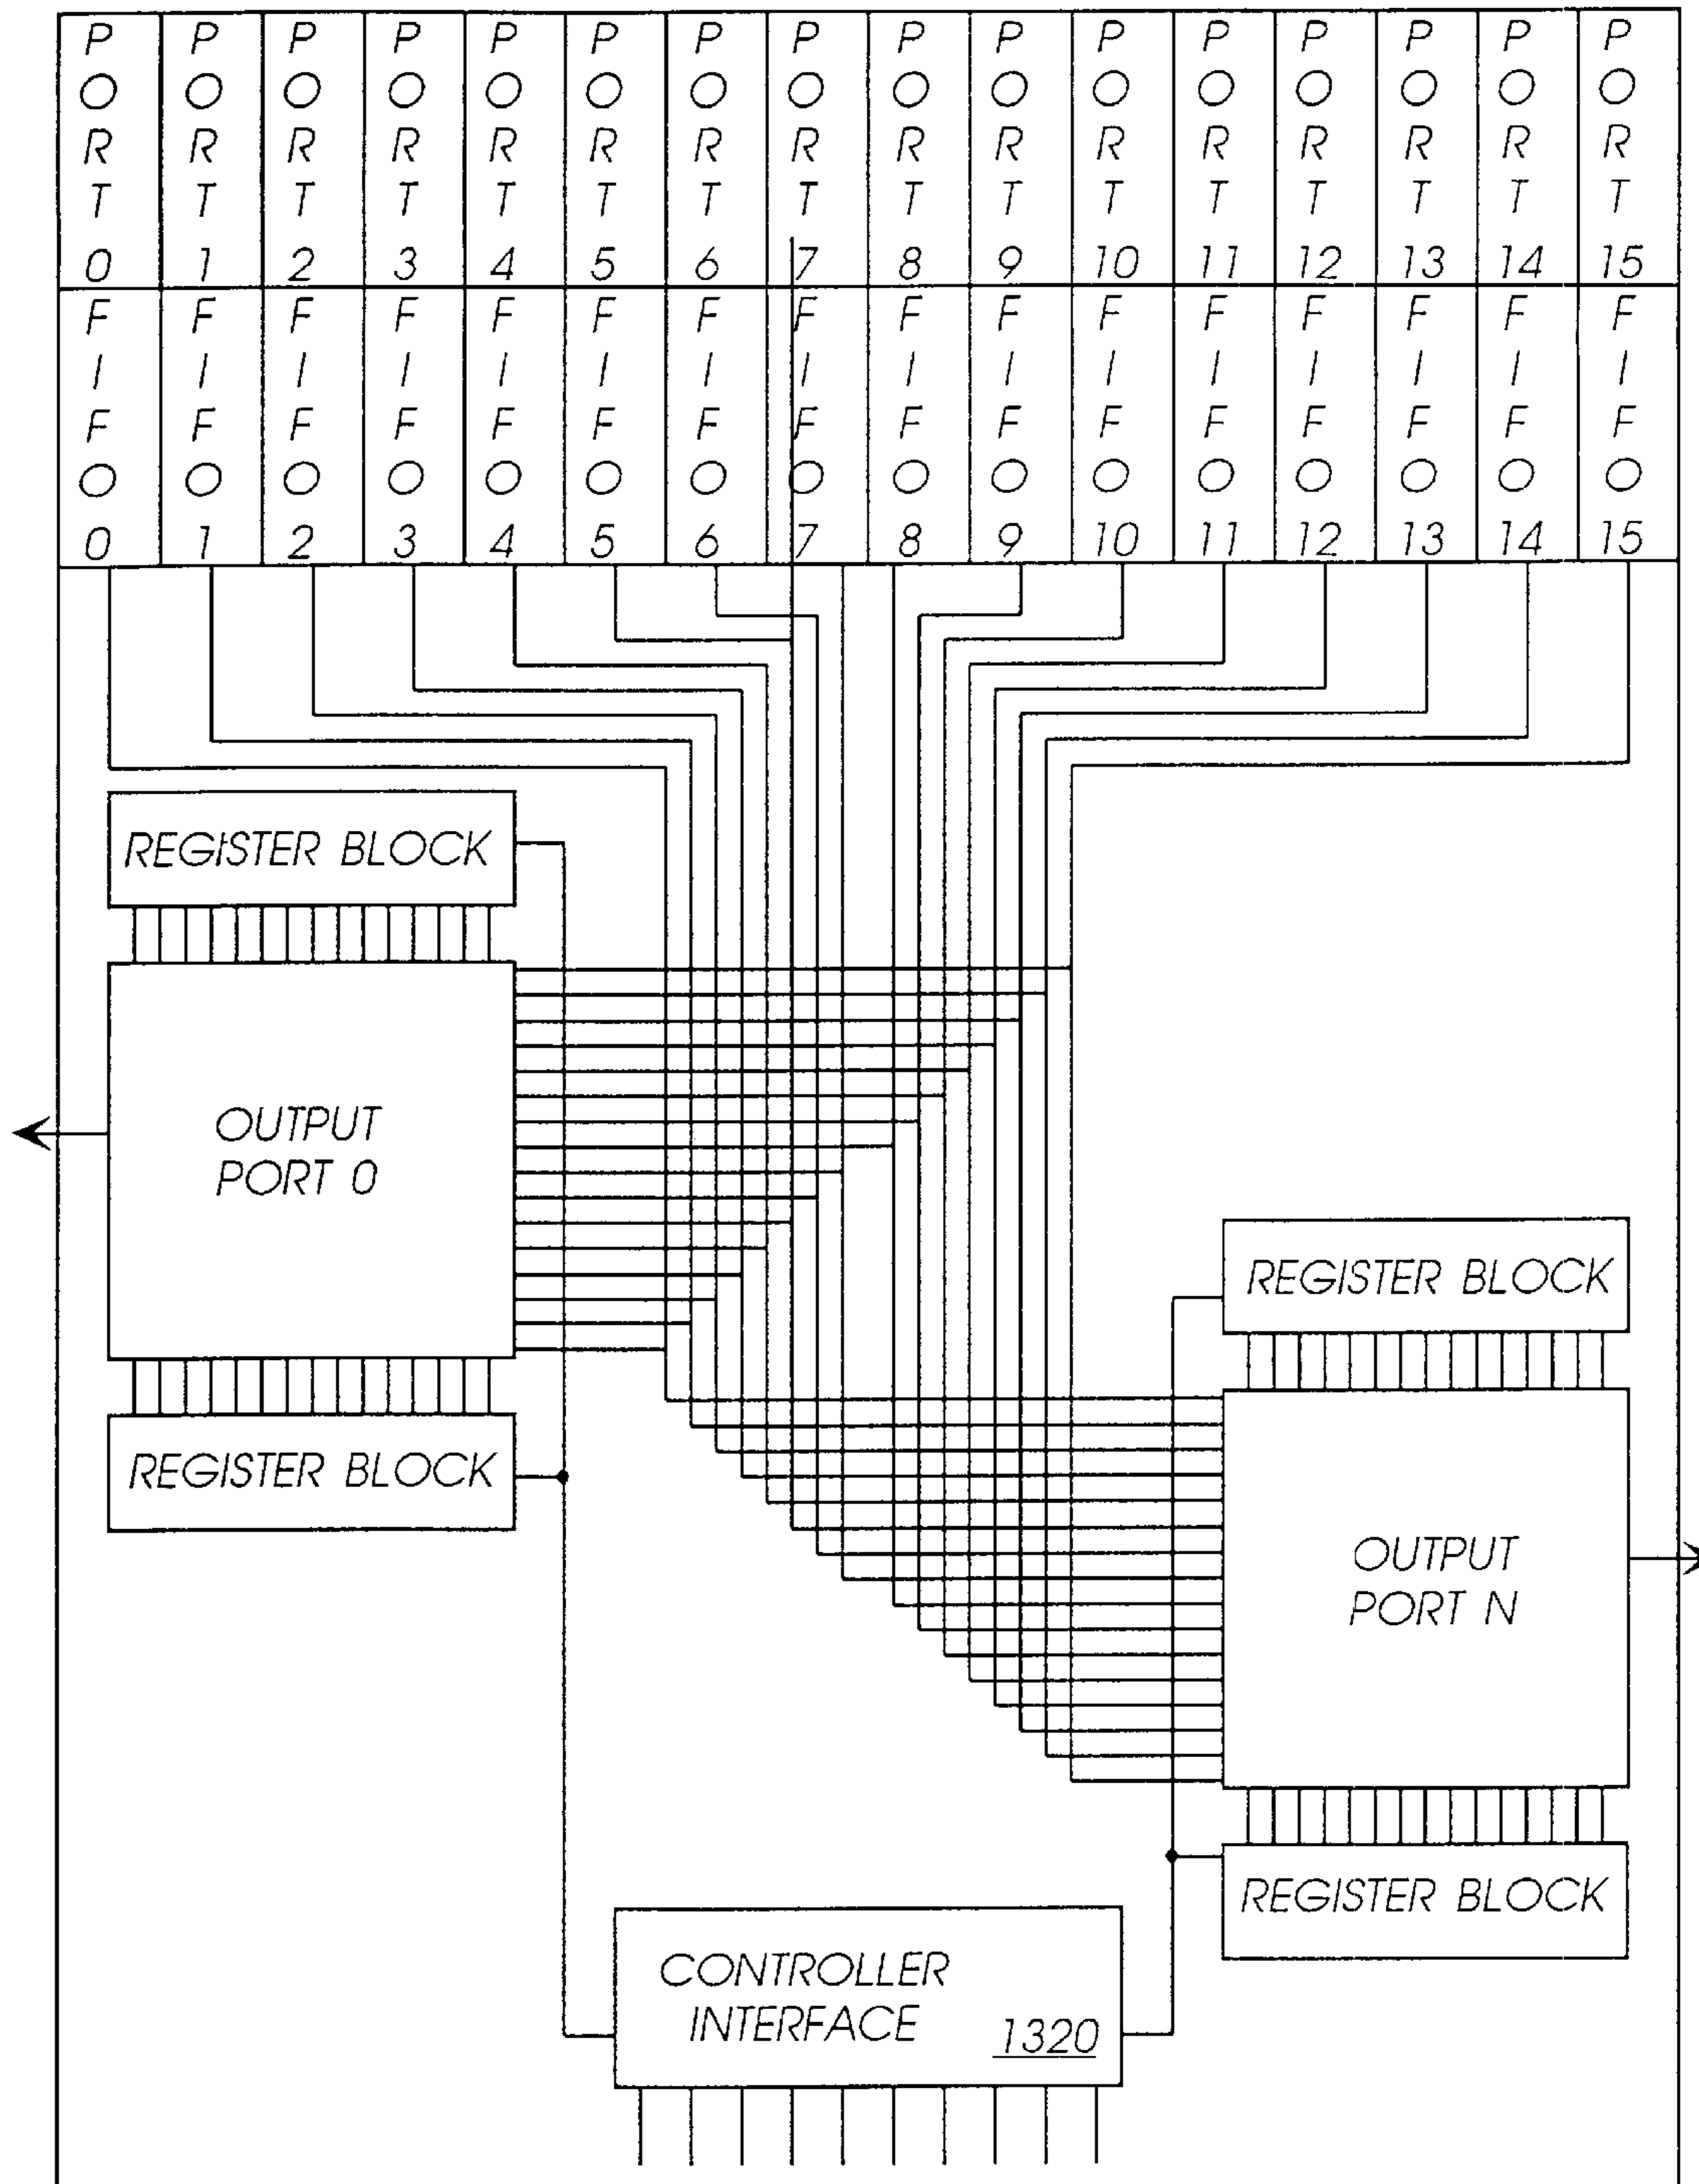 PORT 0 PORT 1 PORT 2 PORT 3 PORT 4 PORT 5 PORT 6 PORT 7 PORT 8 PORT 9 PORT 10 PORT 11 PORT 12 PORT 13 PORT 14 PORT 15
FIFO 0 FIFO 1 FIFO 2 FIFO 3 FIFO 4 FIFO 5 FIFO 6 FIFO 7 FIFO 8 FIFO 9 FIFO 10 FIFO 11 FIFO 12 FIFO 13 FIFO 14 FIFO 15
REGISTER BLOCK
OUTPUT
PORT 0
REGISTER BLOCK
REGISTER BLOCK
OUTPUT
PORT N
REGISTER BLOCK
CONTROLLER
INTERFACE
1320